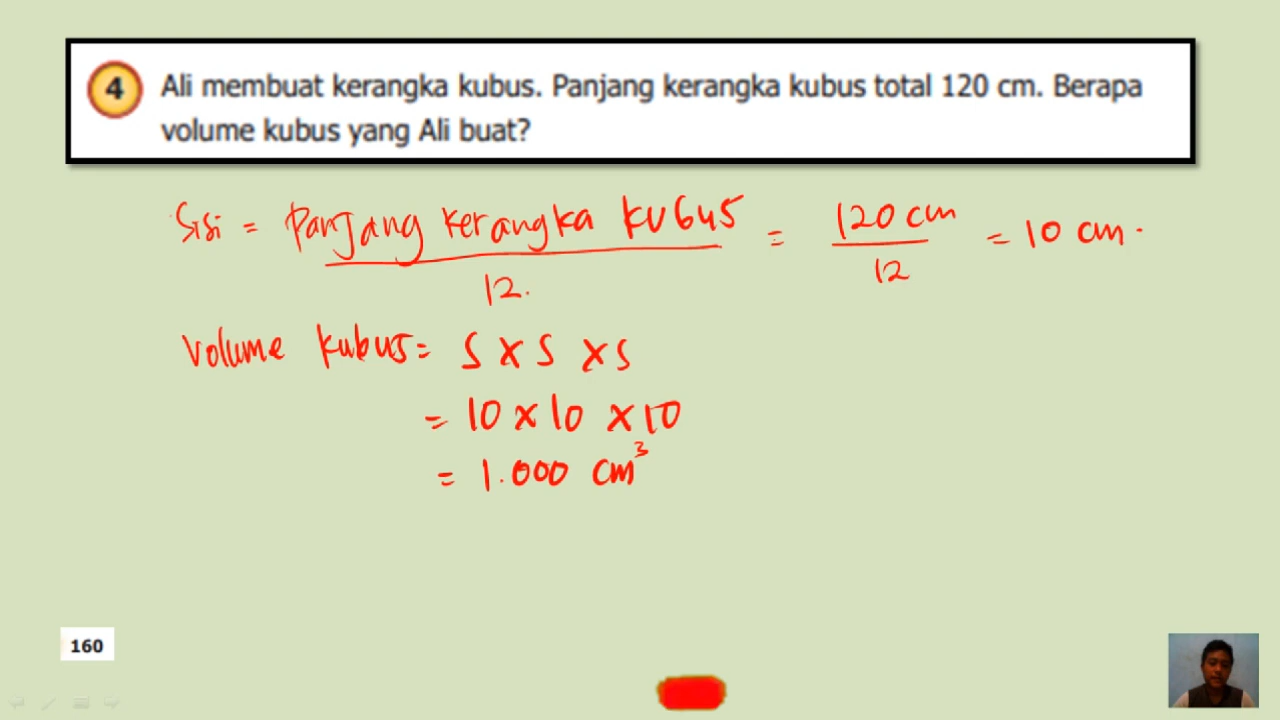 4 Ali membuat kerangka kubus. Panjang kerangka kubus total 120 cm. Berapa
volume kubus yang Ali buat?
Sisi = Panjang kerangka kubus / 12. = 120 cm / 12 = 10 cm.
Volume kubus = S x S x S
= 10 x 10 x 10
= 1.000 cm³
160